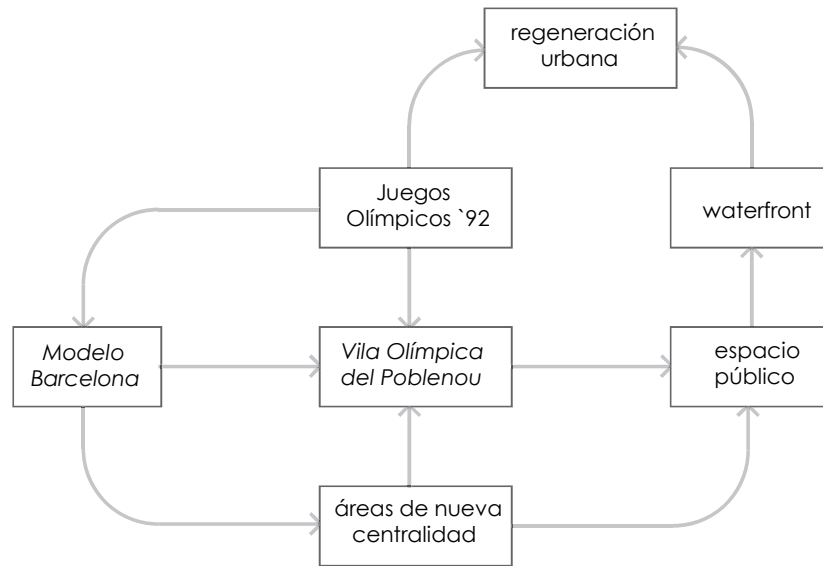 regeneración
urbana
Juegos
Olímpicos `92
waterfront
Modelo
Barcelona
Vila Olímpica
del Poblenou
espacio
público
áreas de nueva
centralidad